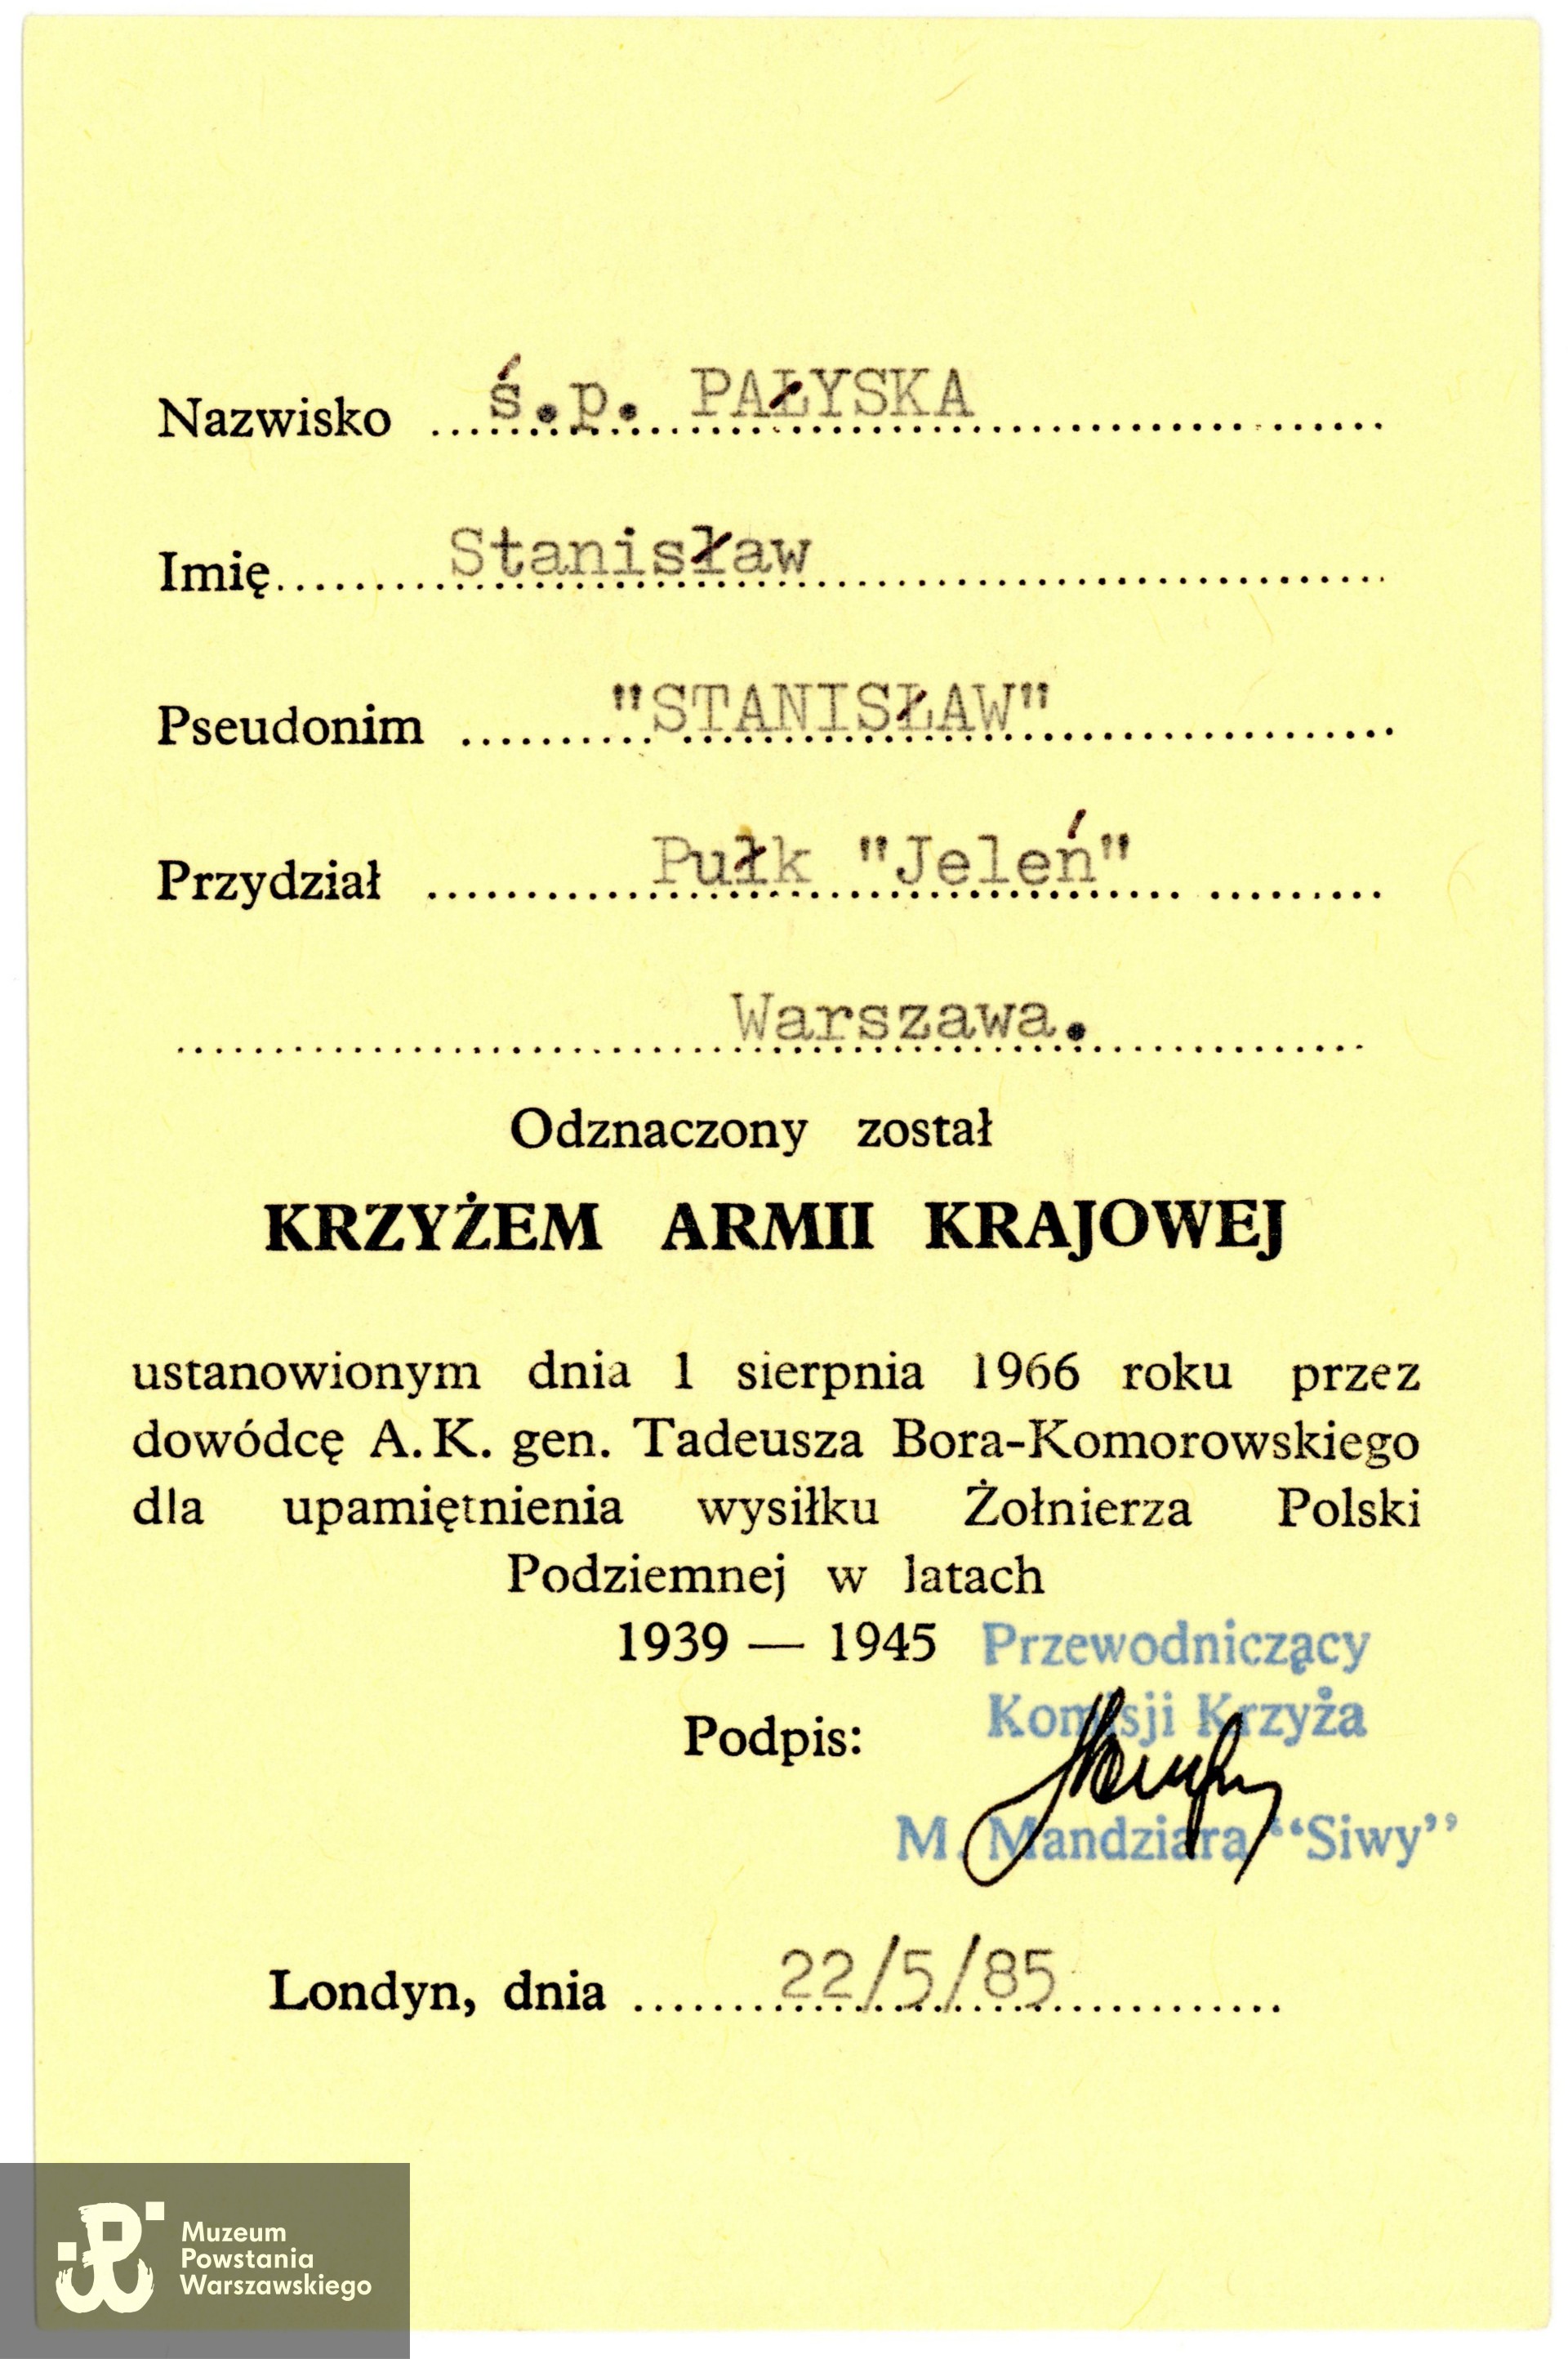 Nazwisko ś.p. PAŁYSKA
Imię Stanisław
Pseudonim "STANISŁAW"
Przydział Pułk "Jeleń"
Warszawa.
Odznaczony został
KRZYŻEM ARMII KRAJOWEJ
ustanowionym dnia 1 sierpnia 1966 roku przez
dowódcę A.K. gen. Tadeusza Bora-Komorowskiego
dla upamiętnienia wysiłku Żołnierza Polski
Podziemnej w latach
1939 — 1945
Przewodniczący
Komisji Krzyża
Podpis:
M. Mandziara “Siwy”
Londyn, dnia 22/5/85
Muzeum
Powstania
Warszawskiego